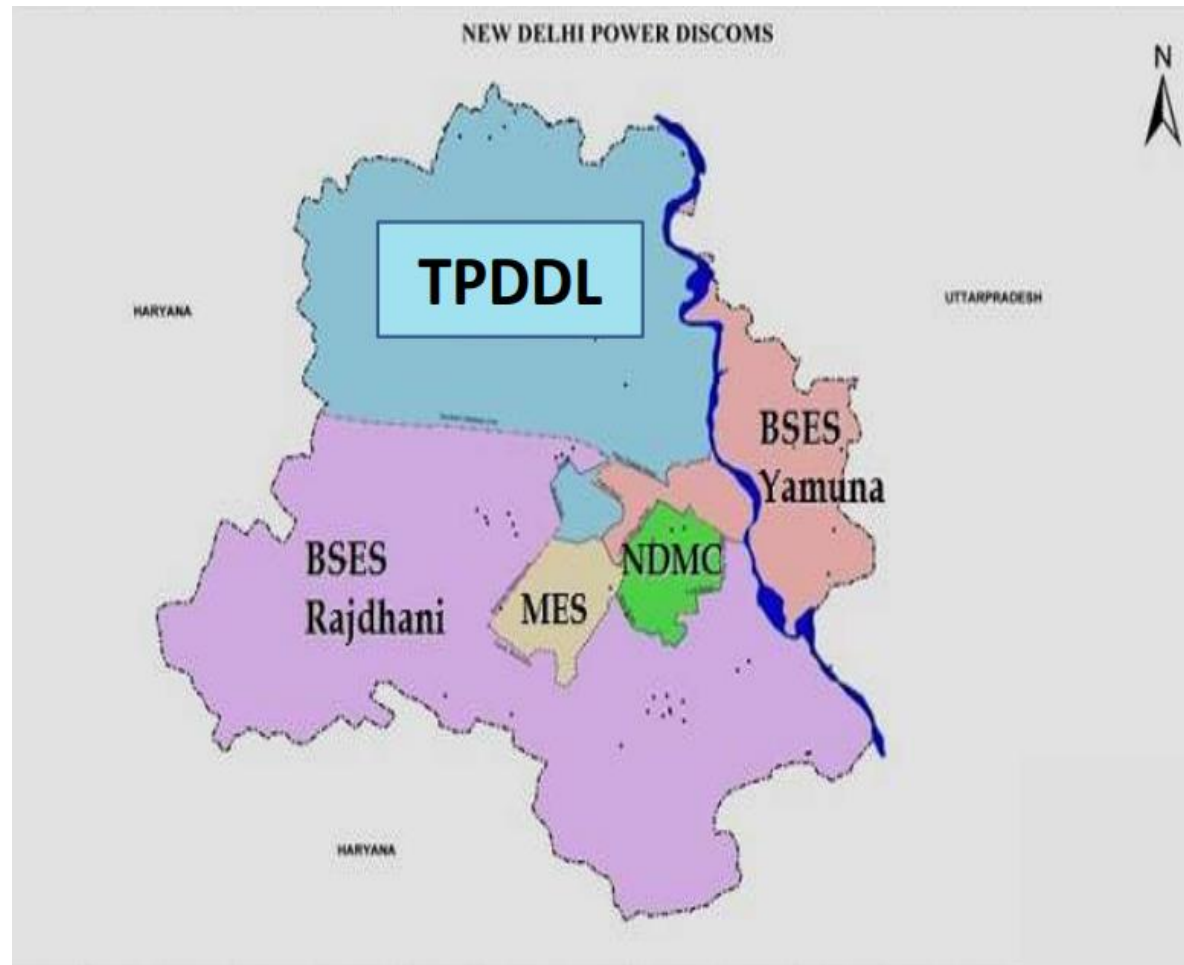 NEW DELHI POWER DISCOMS
N
TPDDL
HARYANA
UTTARPRADESH
BSES
Yamuna
BSES
Rajdhani
NDMC
MES
HARYANA